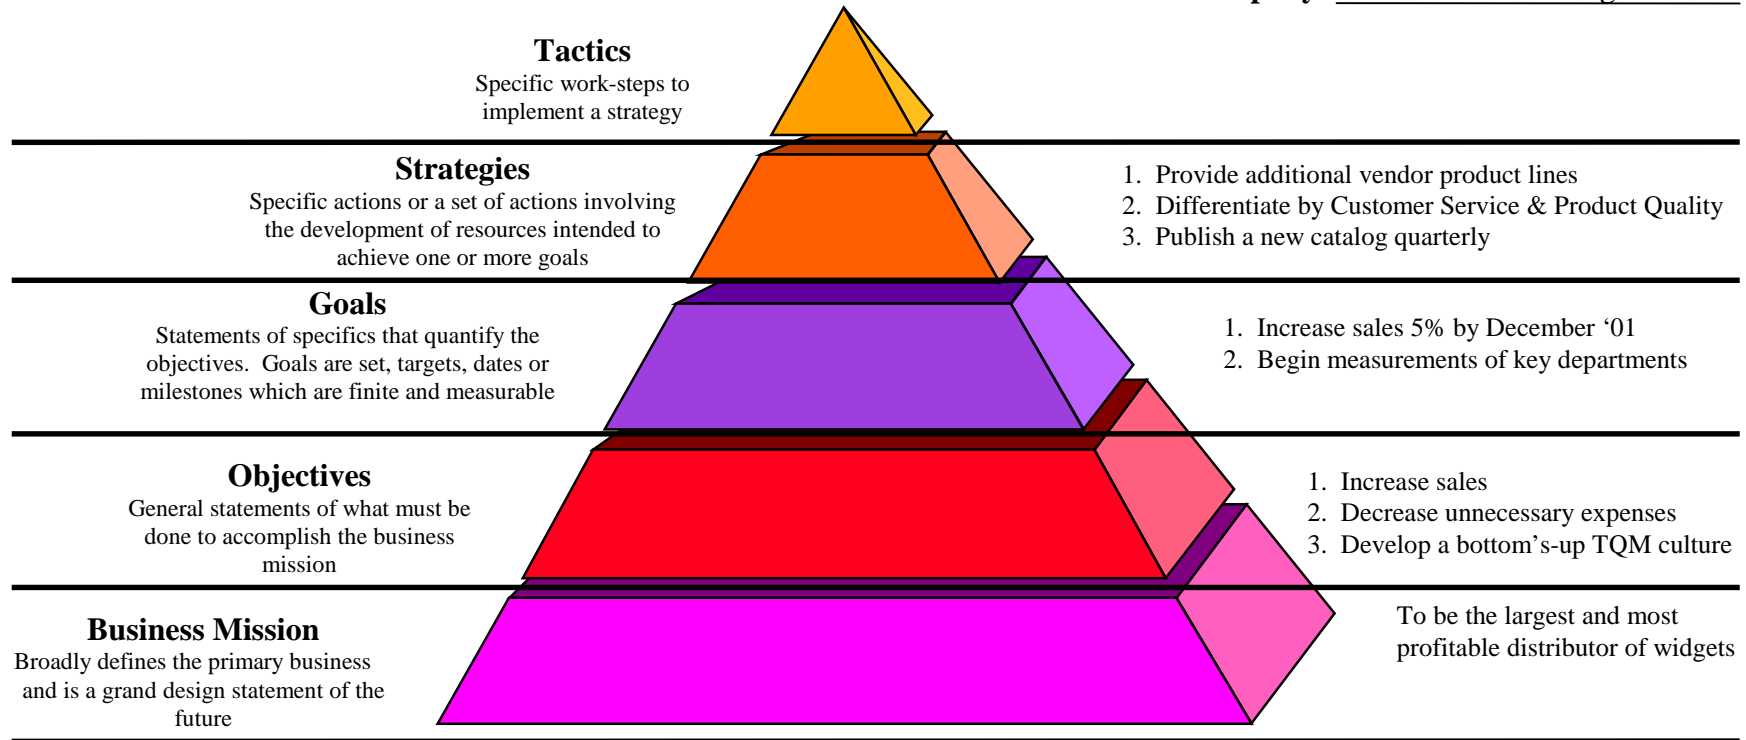 Tactics
Specific work-steps to
implement a strategy
Strategies
Specific actions or a set of actions involving
the development of resources intended to
achieve one or more goals
1. Provide additional vendor product lines
2. Differentiate by Customer Service & Product Quality
3. Publish a new catalog quarterly
Goals
Statements of specifics that quantify the
objectives. Goals are set, targets, dates or
milestones which are finite and measurable
1. Increase sales 5% by December ‘01
2. Begin measurements of key departments
Objectives
General statements of what must be
done to accomplish the business
mission
1. Increase sales
2. Decrease unnecessary expenses
3. Develop a bottom’s-up TQM culture
Business Mission
Broadly defines the primary business
and is a grand design statement of the
future
To be the largest and most
profitable distributor of widgets